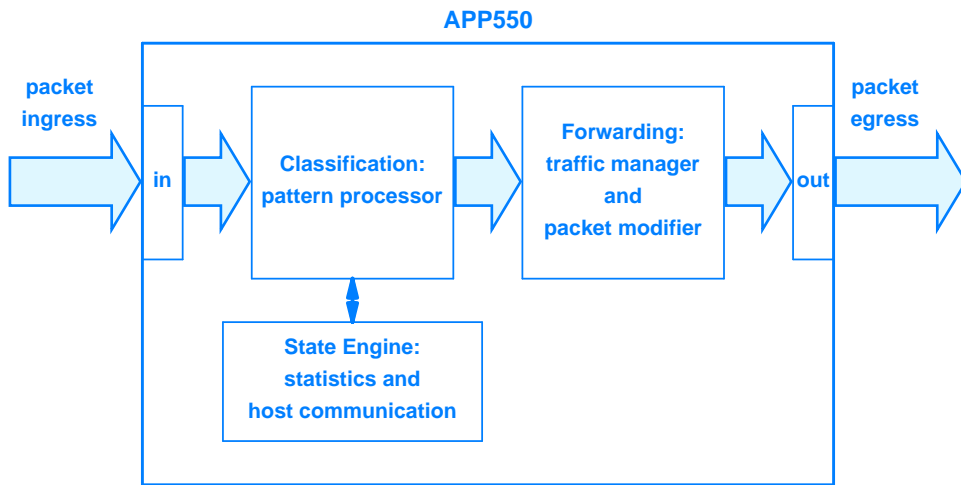 APP550
packet
ingress
packet
egress
in
Classification:
pattern processor
Forwarding:
traffic manager
and
packet modifier
out
State Engine:
statistics and
host communication